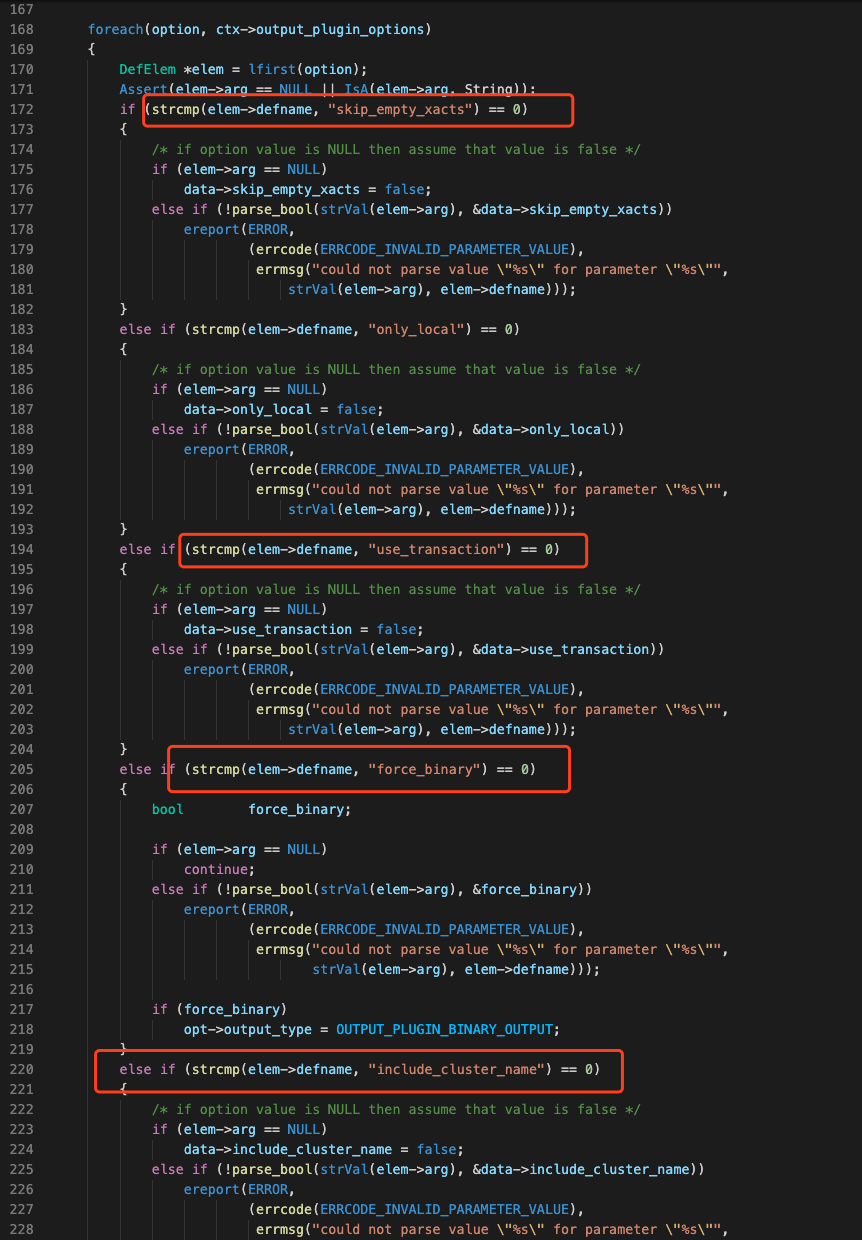 167
168 foreach(option, ctx->output_plugin_options)
169 {
170 DefElem *elem = lfirst(option);
171 Assert(elem->arg == NULL || IsA(elem->arg, String));
172 if (strcmp(elem->defname, "skip_empty_xacts") == 0)
173 {
174 /* if option value is NULL then assume that value is false */
175 if (elem->arg == NULL)
176 data->skip_empty_xacts = false;
177 else if (!parse_bool(strVal(elem->arg), &data->skip_empty_xacts))
178 ereport(ERROR,
179 (errcode(ERRCODE_INVALID_PARAMETER_VALUE),
180 errmsg("could not parse value \"%s\" for parameter \"%s\"",
181 strVal(elem->arg), elem->defname)));
182 }
183 else if (strcmp(elem->defname, "only_local") == 0)
184 {
185 /* if option value is NULL then assume that value is false */
186 if (elem->arg == NULL)
187 data->only_local = false;
188 else if (!parse_bool(strVal(elem->arg), &data->only_local))
189 ereport(ERROR,
190 (errcode(ERRCODE_INVALID_PARAMETER_VALUE),
191 errmsg("could not parse value \"%s\" for parameter \"%s\"",
192 strVal(elem->arg), elem->defname)));
193 }
194 else if (strcmp(elem->defname, "use_transaction") == 0)
195 {
196 /* if option value is NULL then assume that value is false */
197 if (elem->arg == NULL)
198 data->use_transaction = false;
199 else if (!parse_bool(strVal(elem->arg), &data->use_transaction))
200 ereport(ERROR,
201 (errcode(ERRCODE_INVALID_PARAMETER_VALUE),
202 errmsg("could not parse value \"%s\" for parameter \"%s\"",
203 strVal(elem->arg), elem->defname)));
204 }
205 else if (strcmp(elem->defname, "force_binary") == 0)
206 {
207 bool force_binary;
208
209 if (elem->arg == NULL)
210 continue;
211 else if (!parse_bool(strVal(elem->arg), &force_binary))
212 ereport(ERROR,
213 (errcode(ERRCODE_INVALID_PARAMETER_VALUE),
214 errmsg("could not parse value \"%s\" for parameter \"%s\"",
215 strVal(elem->arg), elem->defname)));
216
217 if (force_binary)
218 opt->output_type = OUTPUT_PLUGIN_BINARY_OUTPUT;
219 }
220 else if (strcmp(elem->defname, "include_cluster_name") == 0)
221 {
222 /* if option value is NULL then assume that value is false */
223 if (elem->arg == NULL)
224 data->include_cluster_name = false;
225 else if (!parse_bool(strVal(elem->arg), &data->include_cluster_name))
226 ereport(ERROR,
227 (errcode(ERRCODE_INVALID_PARAMETER_VALUE),
228 errmsg("could not parse value \"%s\" for parameter \"%s\"",